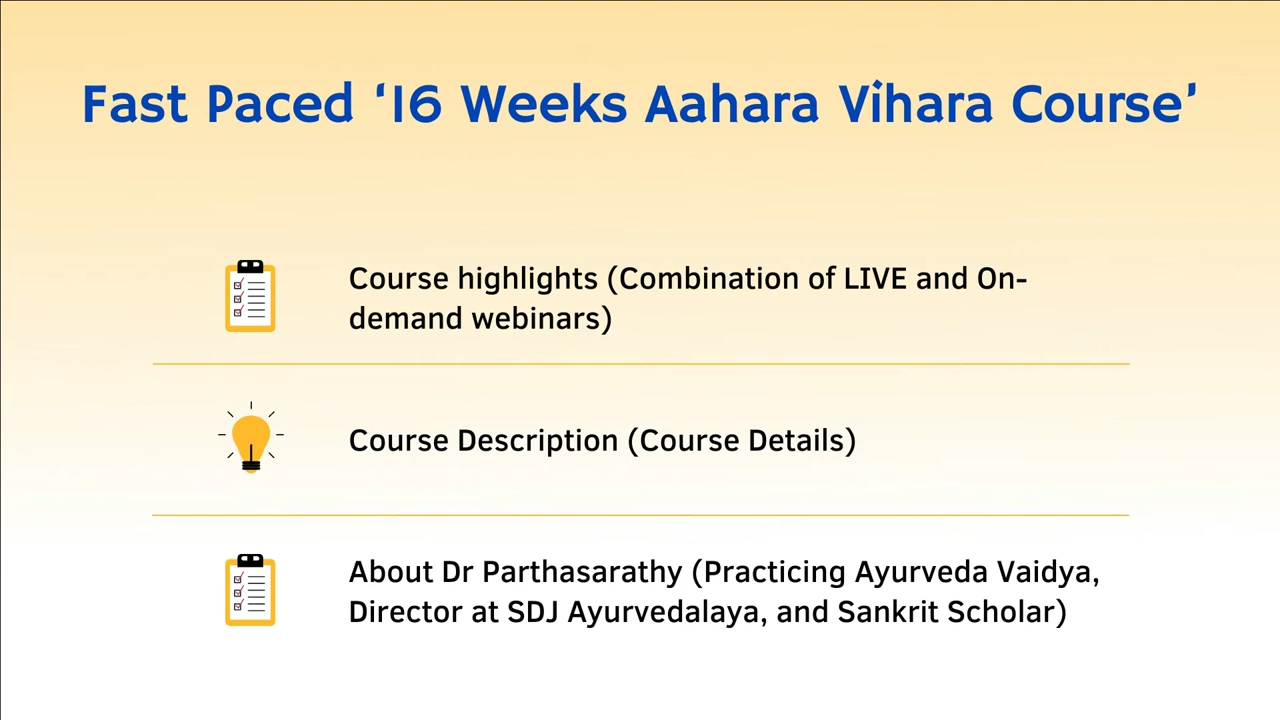 Fast Paced ‘16 Weeks Aahara Vihara Course’
Course highlights (Combination of LIVE and On-
demand webinars)
Course Description (Course Details)
About Dr Parthasarathy (Practicing Ayurveda Vaidya,
Director at SDJ Ayurvedalaya, and Sankrit Scholar)